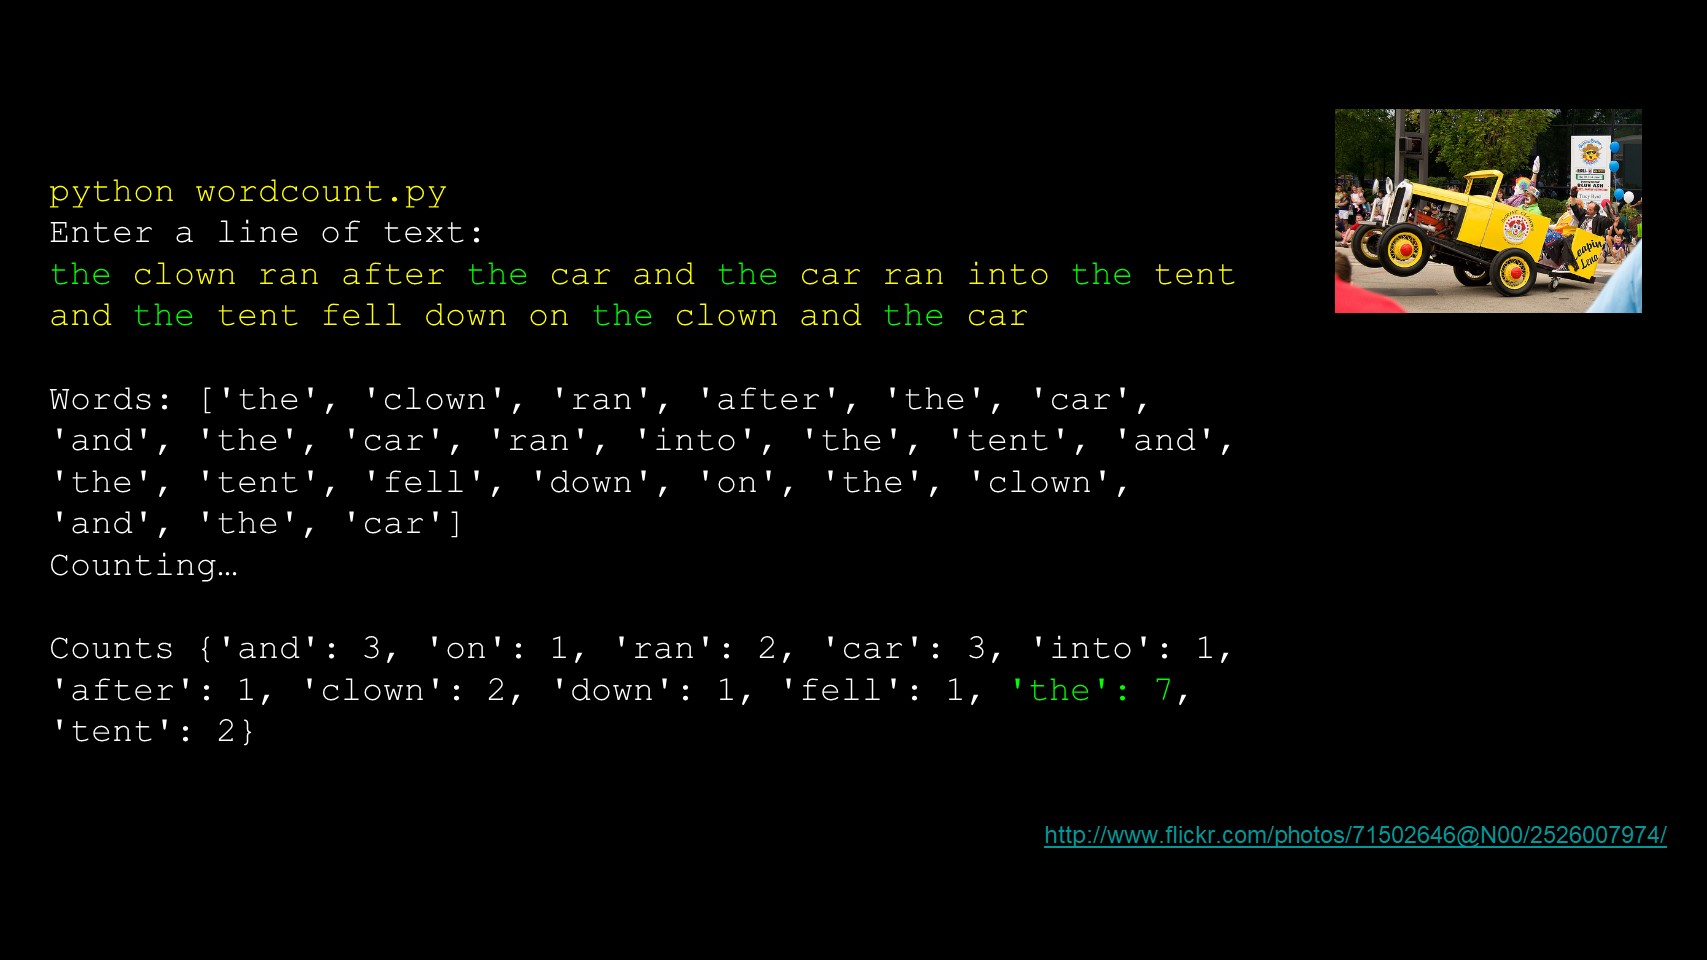 python wordcount.py
Enter a line of text:
the clown ran after the car and the car ran into the tent
and the tent fell down on the clown and the car
Words: ['the', 'clown', 'ran', 'after', 'the', 'car',
'and', 'the', 'car', 'ran', 'into', 'the', 'tent', 'and',
'the', 'tent', 'fell', 'down', 'on', 'the', 'clown',
'and', 'the', 'car']
Counting…
Counts {'and': 3, 'on': 1, 'ran': 2, 'car': 3, 'into': 1,
'after': 1, 'clown': 2, 'down': 1, 'fell': 1, 'the': 7,
'tent': 2}
BLUE ASH
Leapin
Lena
http://www.flickr.com/photos/71502646@N00/2526007974/